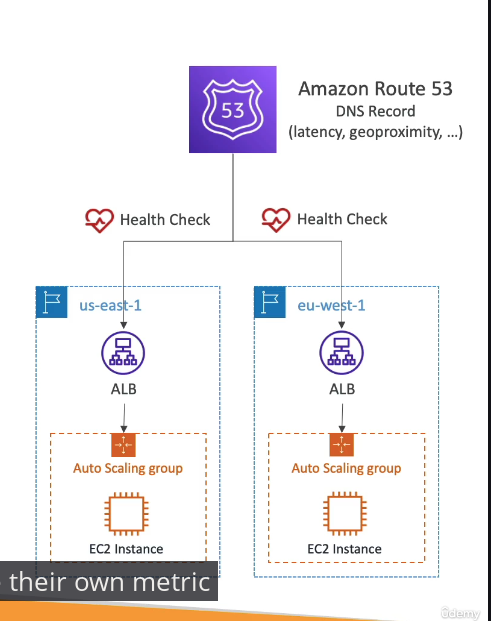 Amazon Route 53
53
DNS Record
(latency, geoproximity, ...)
Health Check
Health Check
us-east-1
eu-west-1
ALB
ALB
Auto Scaling group
Auto Scaling group
EC2 Instance
EC2 Instance
their own metric
ûdemy